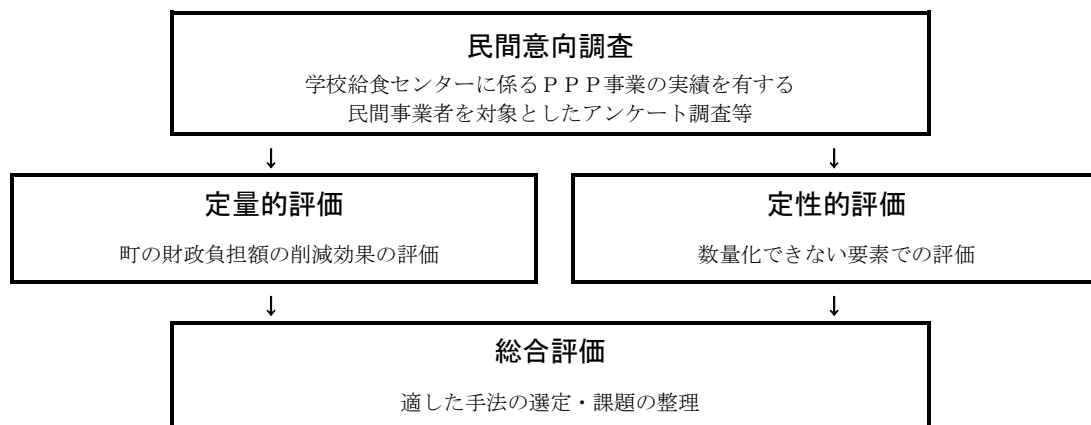 民間意向調査
学校給食センターに係るＰＰＰ事業の実績を有する
民間事業者を対象としたアンケート調査等
↓ ↓
定量的評価
町の財政負担額の削減効果の評価
定性的評価
数量化できない要素での評価
↓ ↓
総合評価
適した手法の選定・課題の整理